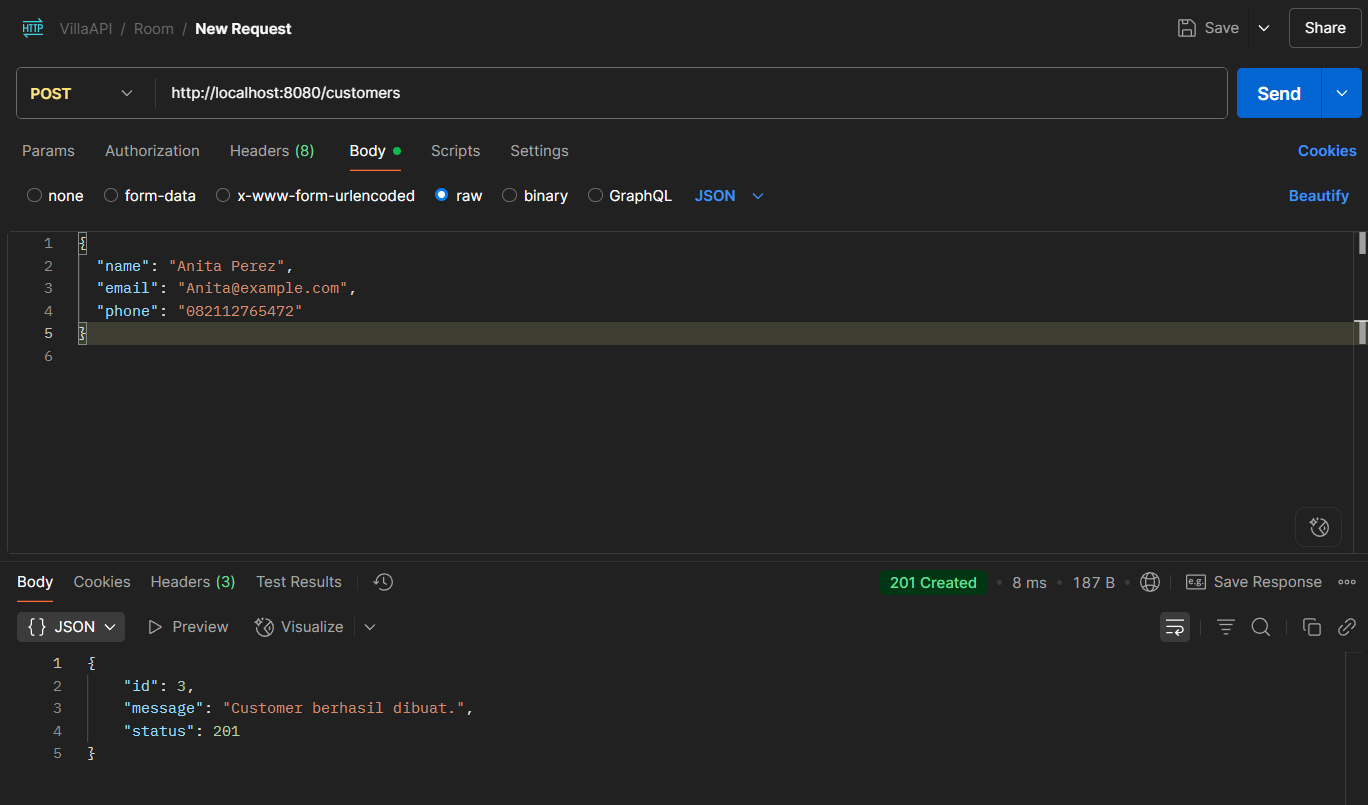 HTTP VillaAPI / Room / New Request Save Share
POST http://localhost:8080/customers Send
Params Authorization Headers (8) Body Scripts Settings Cookies
none form-data x-www-form-urlencoded raw binary GraphQL JSON Beautify
1 {
2 "name": "Anita Perez",
3 "email": "Anita@example.com",
4 "phone": "082112765472"
5 }
6
Body Cookies Headers (3) Test Results 201 Created 8 ms 187 B e.g. Save Response
{} JSON Preview Visualize
1 {
2 "id": 3,
3 "message": "Customer berhasil dibuat.",
4 "status": 201
5 }